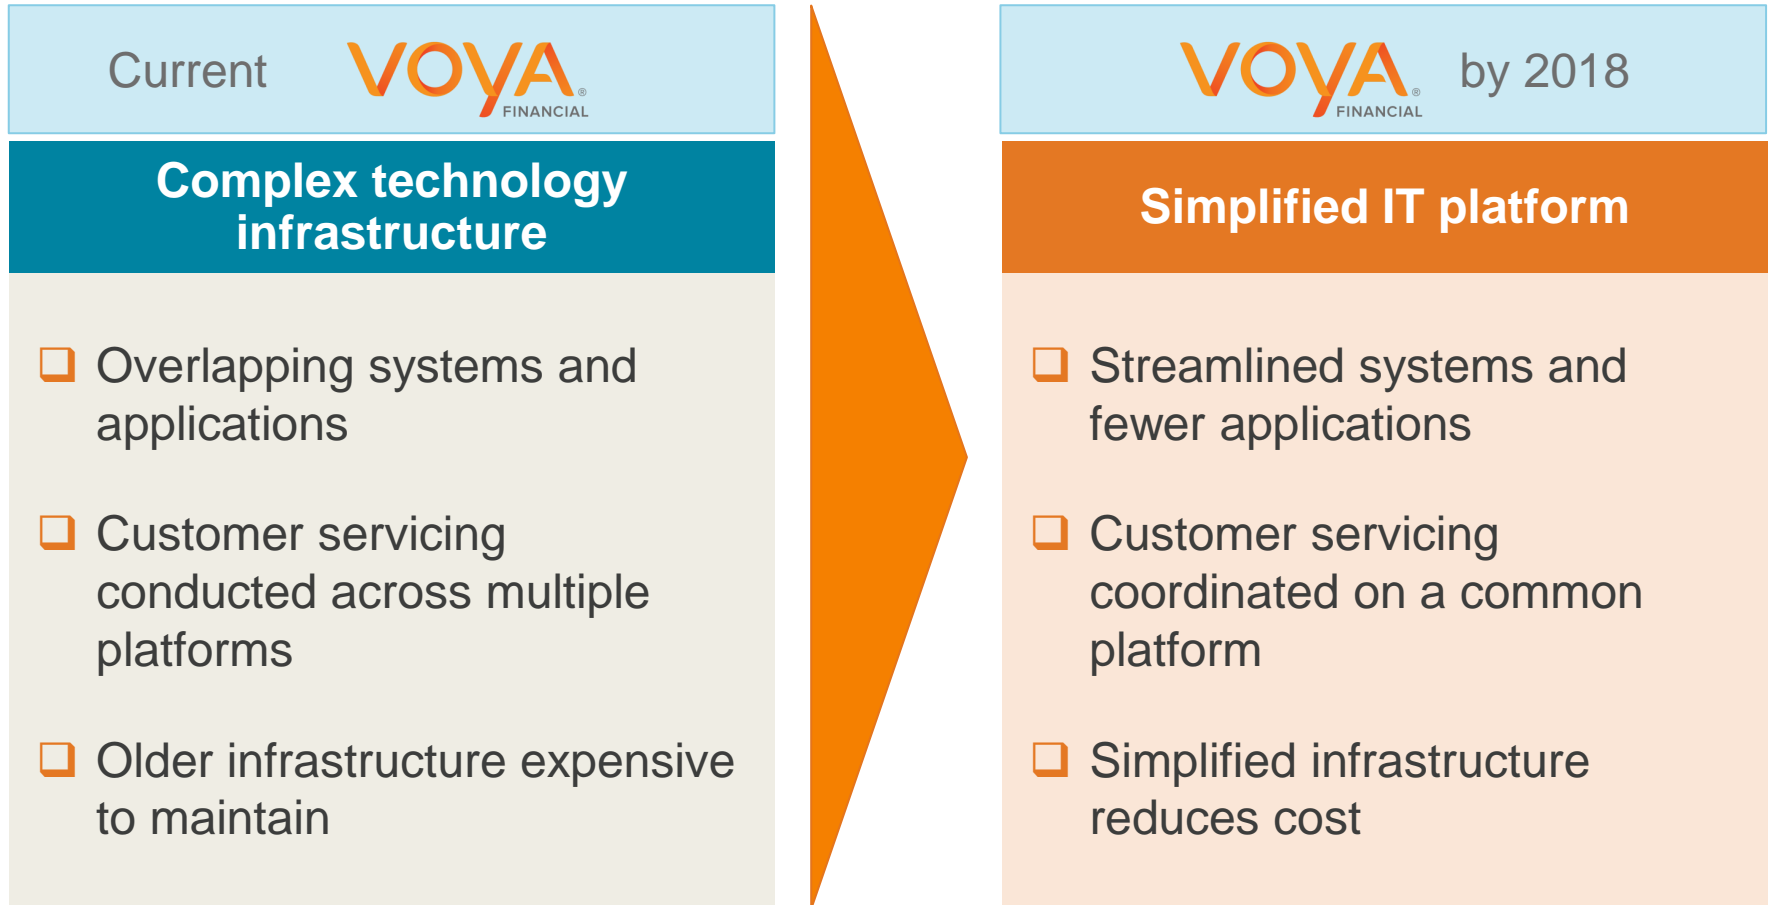 Current VOYA® FINANCIAL
Complex technology
infrastructure
Overlapping systems and
applications
Customer servicing
conducted across multiple
platforms
Older infrastructure expensive
to maintain
VOYA® FINANCIAL by 2018
Simplified IT platform
Streamlined systems and
fewer applications
Customer servicing
coordinated on a common
platform
Simplified infrastructure
reduces cost